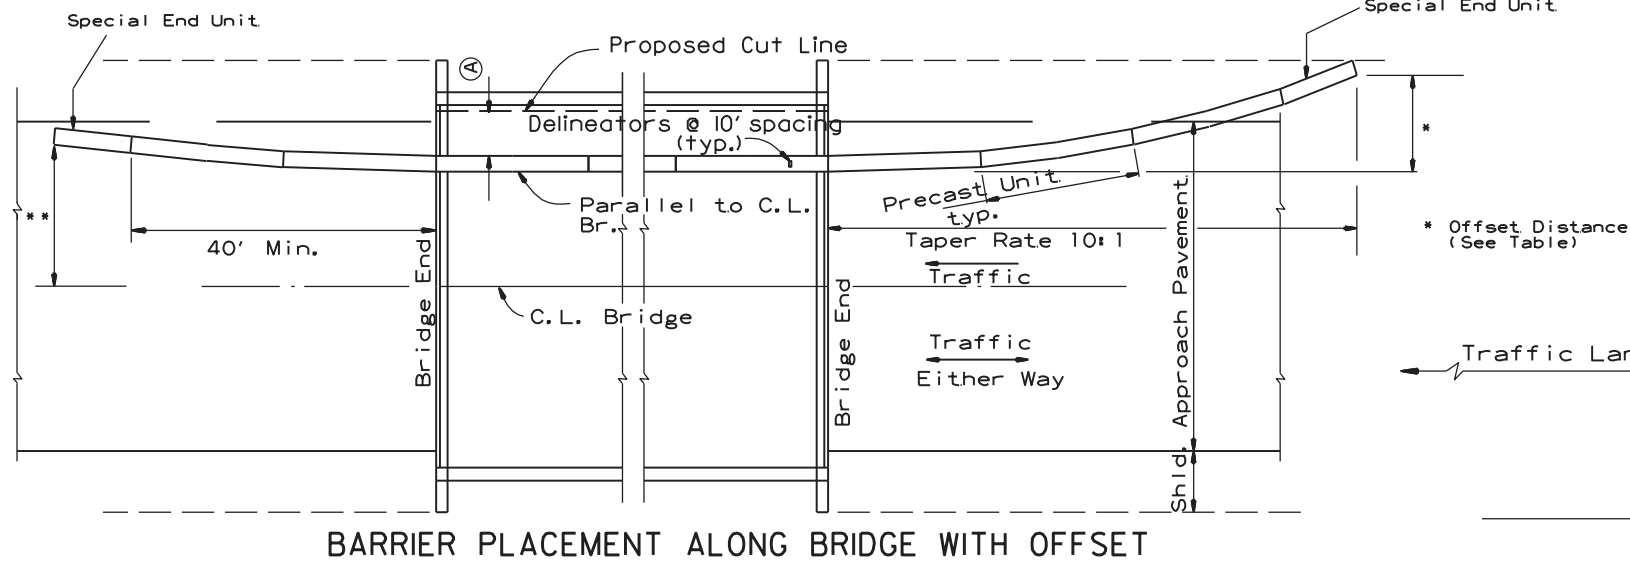 Special End Unit
Special End Unit
Proposed Cut Line
A
Delineators @ 10' spacing
(typ.)
*
Precast Unit
typ.
Parallel to C.L.
Br.
* *
40' Min.
Taper Rate 10:1
* Offset Distance
(See Table)
Traffic
C.L. Bridge
Bridge End
Bridge End
Approach Pavement
Shld.
Traffic
Either Way
Traffic
BARRIER PLACEMENT ALONG BRIDGE WITH OFFSET